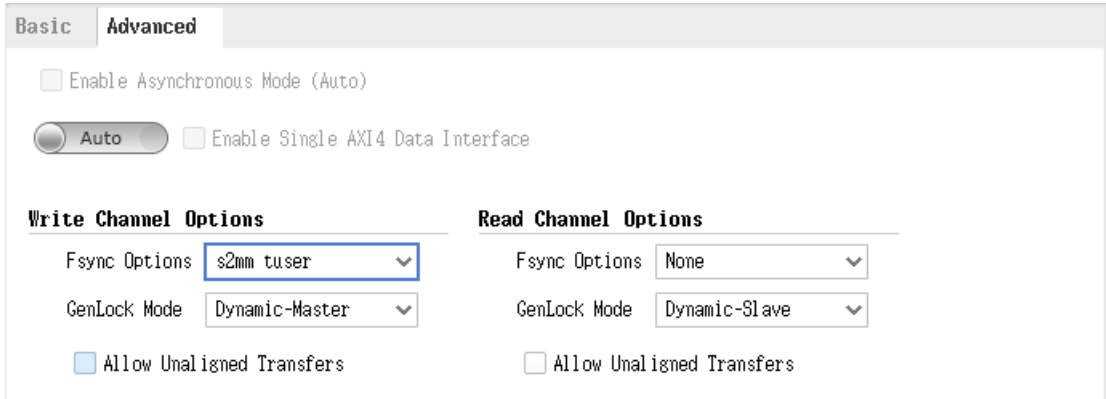 Basic Advanced
Enable Asynchronous Mode (Auto)
Auto Enable Single AXI4 Data Interface
Write Channel Options Read Channel Options
Fsync Options s2mm tuser Fsync Options None
GenLock Mode Dynamic-Master GenLock Mode Dynamic-Slave
Allow Unaligned Transfers Allow Unaligned Transfers